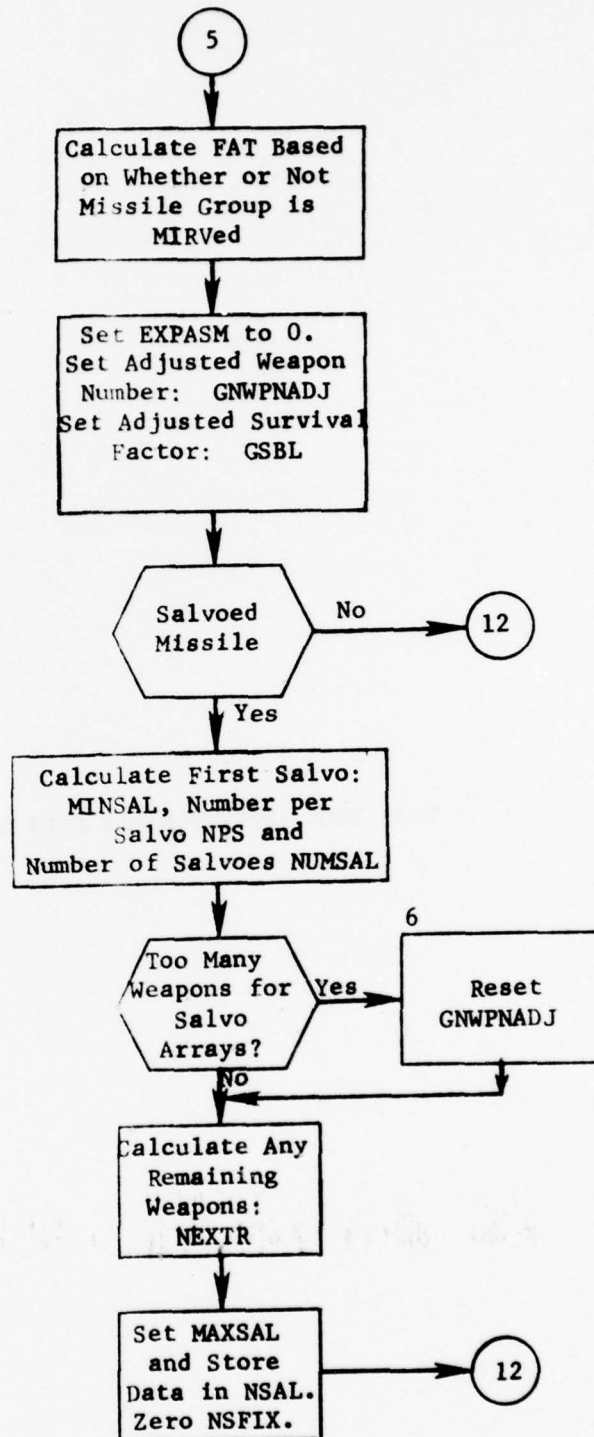 5
Calculate FAT Based
on Whether or Not
Missile Group is
MIRVed
Set EXPASM to 0.
Set Adjusted Weapon
Number: GNWPNADJ
Set Adjusted Survival
Factor: GSBL
Salvoed
Missile
No
12
Yes
Calculate First Salvo:
MINSAL, Number per
Salvo NPS and
Number of Salvoes NUMSAL
6
Too Many
Weapons for
Salvo
Arrays?
Yes
Reset
GNWPNADJ
No
Calculate Any
Remaining
Weapons:
NEXTR
Set MAXSAL
and Store
Data in NSAL.
Zero NSFIX.
12